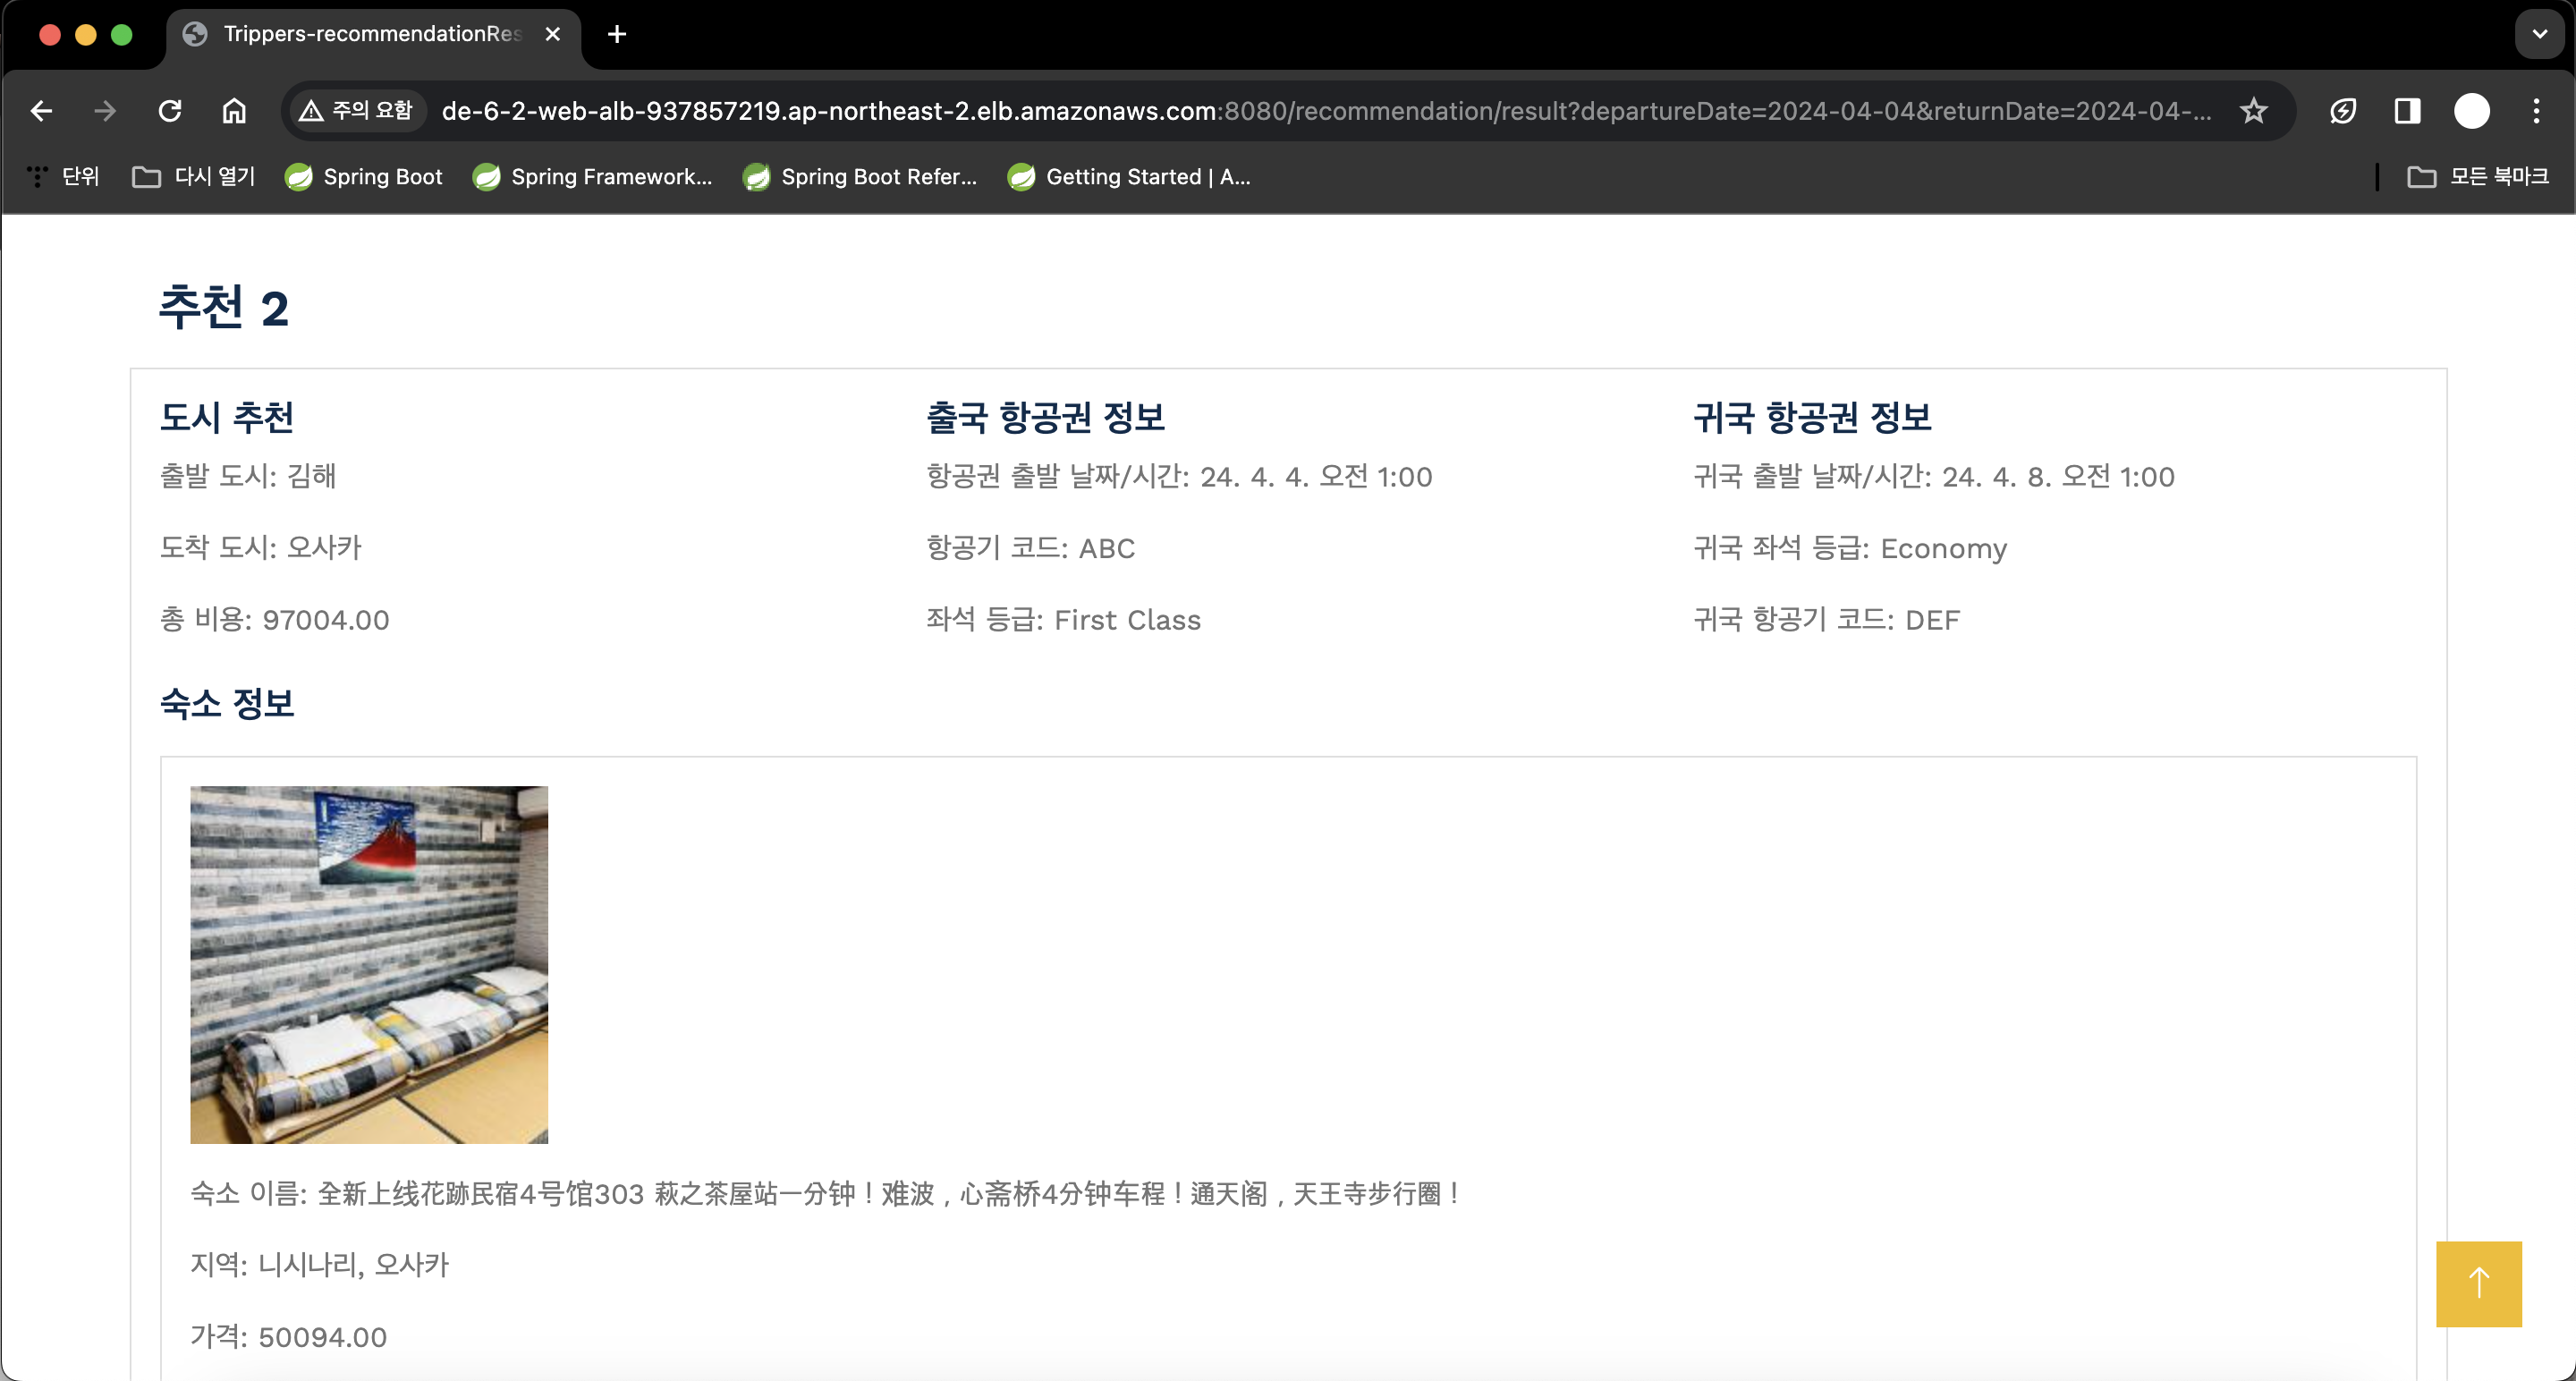 Trippers-recommendationRes
주의 요함
de-6-2-web-alb-937857219.ap-northeast-2.elb.amazonaws.com:8080/recommendation/result?departureDate=2024-04-04&returnDate=2024-04-...
단위 다시 열기 Spring Boot Spring Framework... Spring Boot Refer... Getting Started | A... 모든 북마크
추천 2
도시 추천
출발 도시: 김해
도착 도시: 오사카
총 비용: 97004.00
출국 항공권 정보
항공권 출발 날짜/시간: 24. 4. 4. 오전 1:00
항공기 코드: ABC
좌석 등급: First Class
귀국 항공권 정보
귀국 출발 날짜/시간: 24. 4. 8. 오전 1:00
귀국 좌석 등급: Economy
귀국 항공기 코드: DEF
숙소 정보
숙소 이름: 全新上线花跡民宿4号馆303 萩之茶屋站一分钟！难波，心斋桥4分钟车程！通天阁，天王寺步行圈！
지역: 니시나리, 오사카
가격: 50094.00